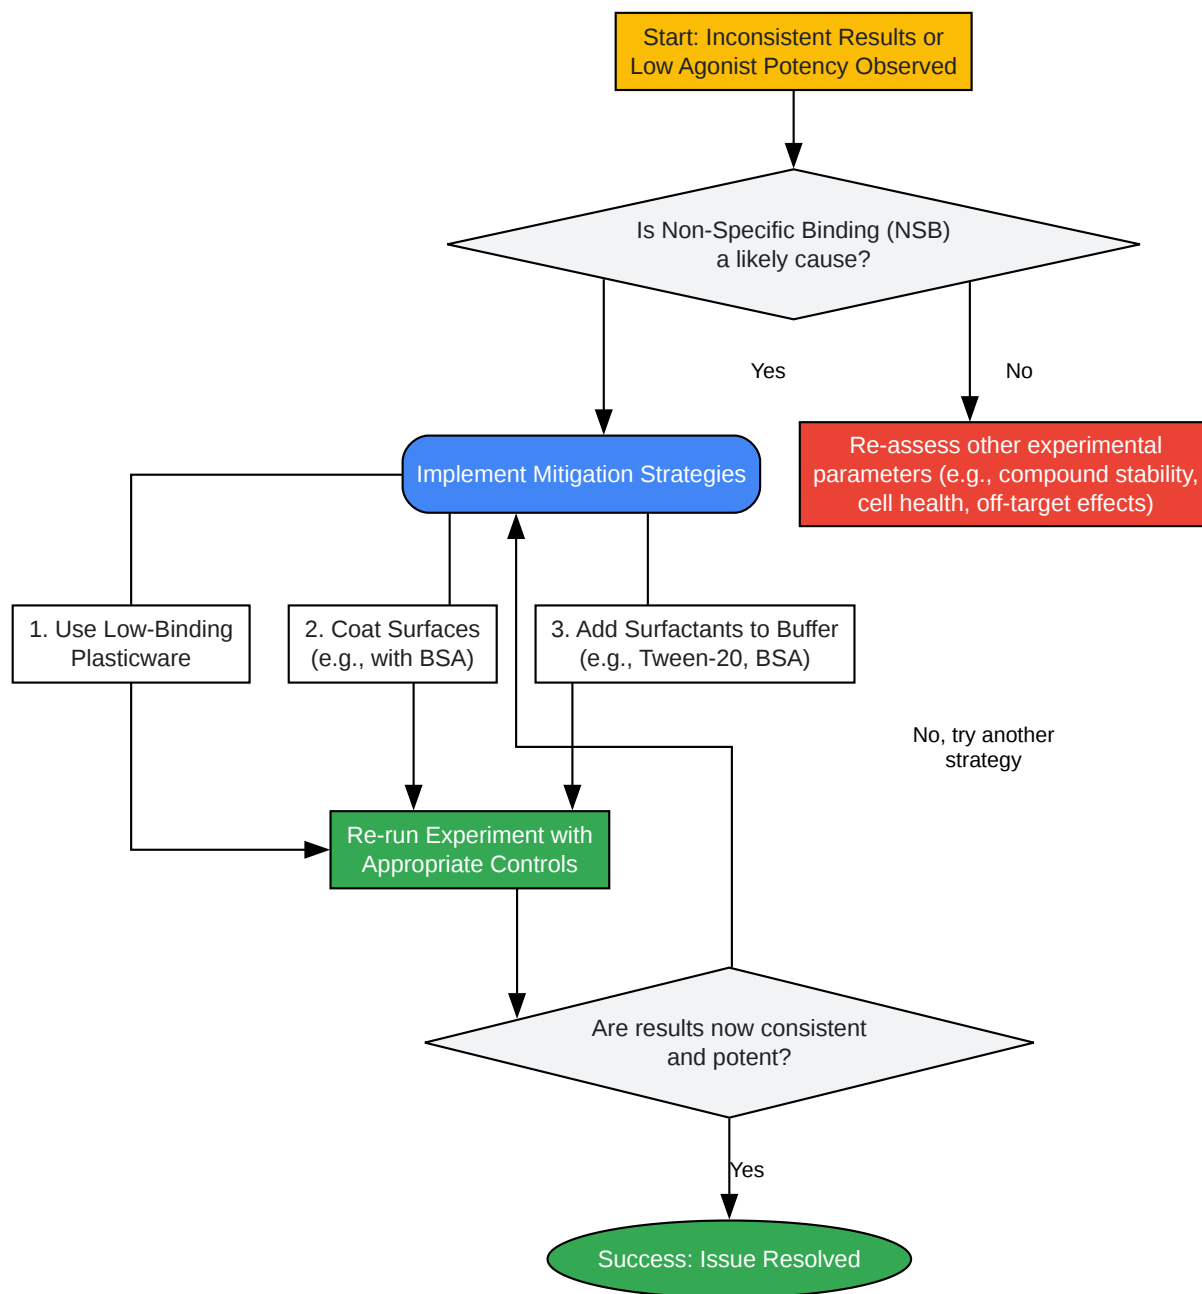 Start: Inconsistent Results or
Low Agonist Potency Observed
Is Non-Specific Binding (NSB)
a likely cause?
Yes
No
Implement Mitigation Strategies
Re-assess other experimental
parameters (e.g., compound stability,
cell health, off-target effects)
1. Use Low-Binding
Plasticware
2. Coat Surfaces
(e.g., with BSA)
3. Add Surfactants to Buffer
(e.g., Tween-20, BSA)
No, try another
strategy
Re-run Experiment with
Appropriate Controls
Are results now consistent
and potent?
Yes
Success: Issue Resolved